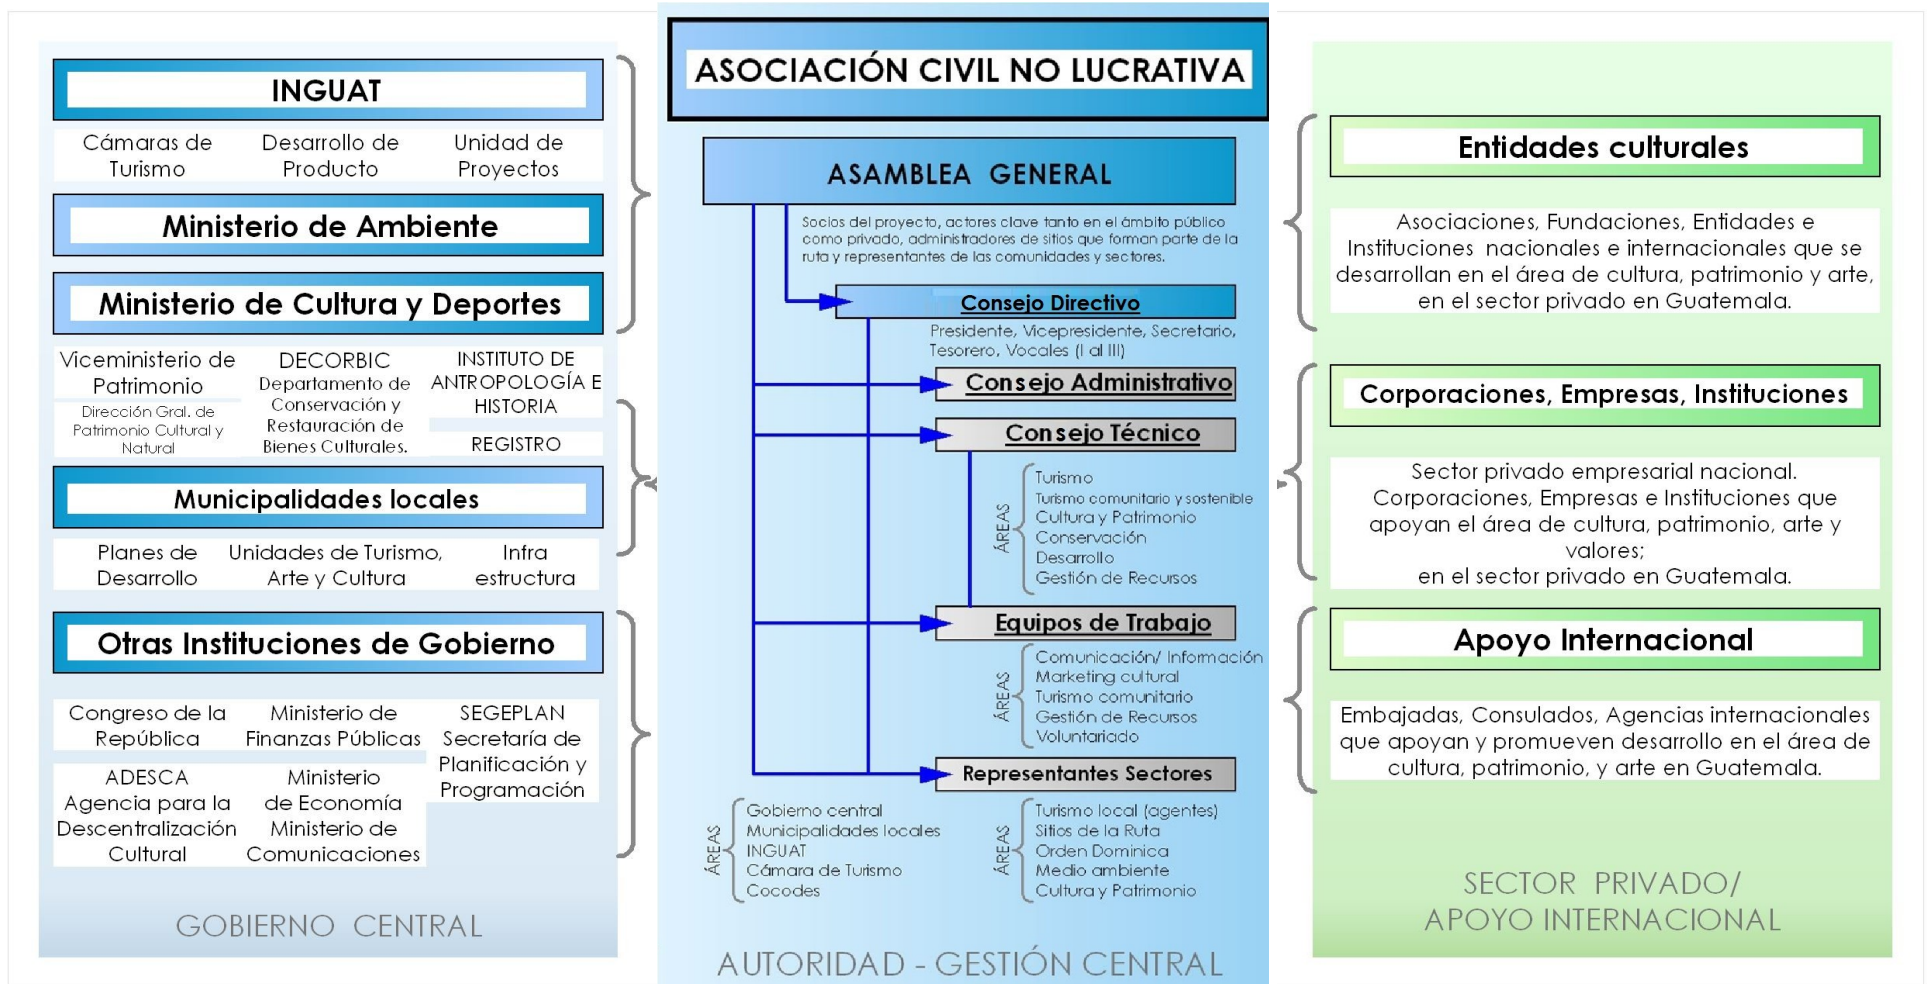 INGUAT
Cámaras de
Turismo
Desarrollo de
Producto
Unidad de
Proyectos
Ministerio de Ambiente
Ministerio de Cultura y Deportes
Viceministerio de
Patrimonio
Dirección Gral. de
Patrimonio Cultural y
Natural
DECORBIC
Departamento de
Conservación y
Restauración de
Bienes Culturales.
INSTITUTO DE
ANTROPOLOGÍA E
HISTORIA
REGISTRO
Municipalidades locales
Planes de
Desarrollo
Unidades de Turismo,
Arte y Cultura
Infra
estructura
Otras Instituciones de Gobierno
Congreso de la
República
Ministerio de
Finanzas Públicas
SEGEPLAN
Secretaría de
Planificación y
Programación
ADESCA
Agencia para la
Descentralización
Cultural
Ministerio
de Economía
Ministerio de
Comunicaciones
GOBIERNO CENTRAL
ASOCIACIÓN CIVIL NO LUCRATIVA
ASAMBLEA GENERAL
Socios del proyecto, actores clave tanto en el ámbito público
como privado, administradores de sitios que forman parte de la
ruta y representantes de las comunidades y sectores.
Consejo Directivo
Presidente, Vicepresidente, Secretario,
Tesorero, Vocales (I al III)
Consejo Administrativo
Consejo Técnico
ÁREAS
Turismo
Turismo comunitario y sostenible
Cultura y Patrimonio
Conservación
Desarrollo
Gestión de Recursos
Equipos de Trabajo
ÁREAS
Comunicación/ Información
Marketing cultural
Turismo comunitario
Gestión de Recursos
Voluntariado
Representantes Sectores
ÁREAS
Gobierno central
Municipalidades locales
INGUAT
Cámara de Turismo
Cocodes
ÁREAS
Turismo local (agentes)
Sitios de la Ruta
Orden Dominica
Medio ambiente
Cultura y Patrimonio
AUTORIDAD - GESTIÓN CENTRAL
Entidades culturales
Asociaciones, Fundaciones, Entidades e
Instituciones nacionales e internacionales que se
desarrollan en el área de cultura, patrimonio y arte,
en el sector privado en Guatemala.
Corporaciones, Empresas, Instituciones
Sector privado empresarial nacional.
Corporaciones, Empresas e Instituciones que
apoyan el área de cultura, patrimonio, arte y
valores;
en el sector privado en Guatemala.
Apoyo Internacional
Embajadas, Consulados, Agencias internacionales
que apoyan y promueven desarrollo en el área de
cultura, patrimonio, y arte en Guatemala.
SECTOR PRIVADO/
APOYO INTERNACIONAL